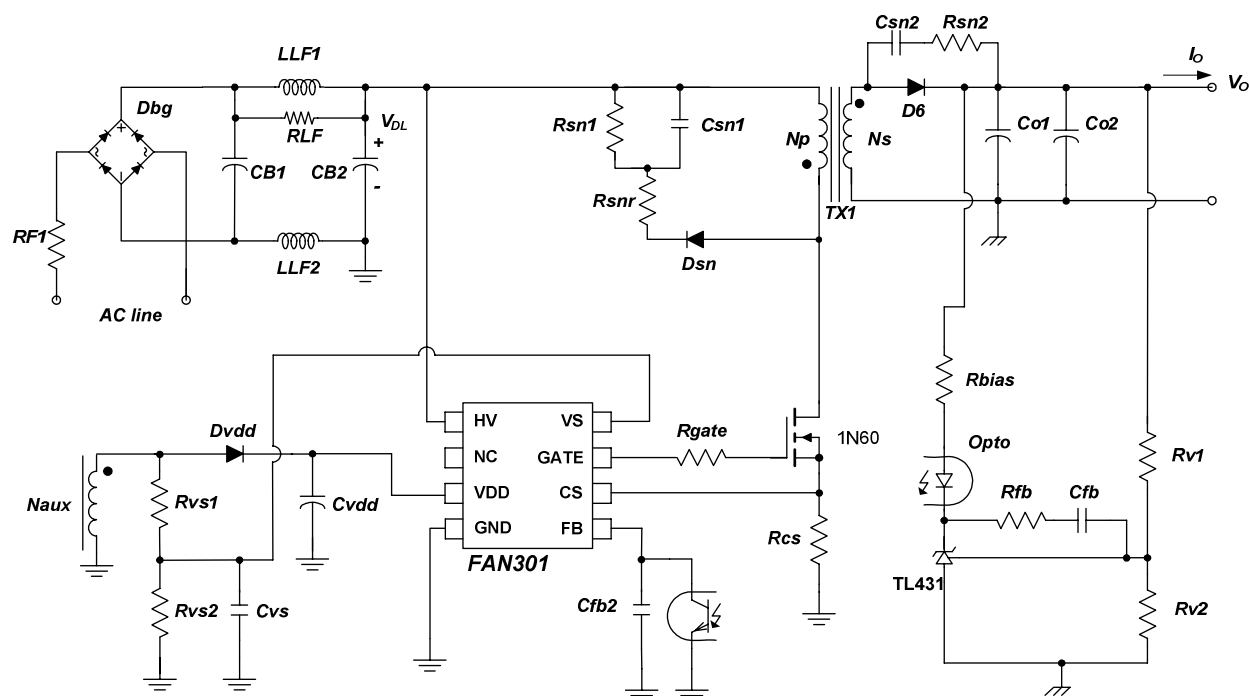 Csn2 Rsn2
LLF1
Dbg
RLF
VDL
+
-
CB1 CB2
RF1
LLF2
AC line
Rsn1 Csn1
Rsnr
Dsn
Np Ns
TX1
D6
Co1 Co2
IO
VO
Rbias
Opto
Rv1
Rfb Cfb
TL431
Rv2
1N60
Rgate
Rcs
HV VS
NC GATE
VDD CS
GND FB
FAN301
Dvdd
Naux
Rvs1
Cvdd
Rvs2 Cvs
Cfb2